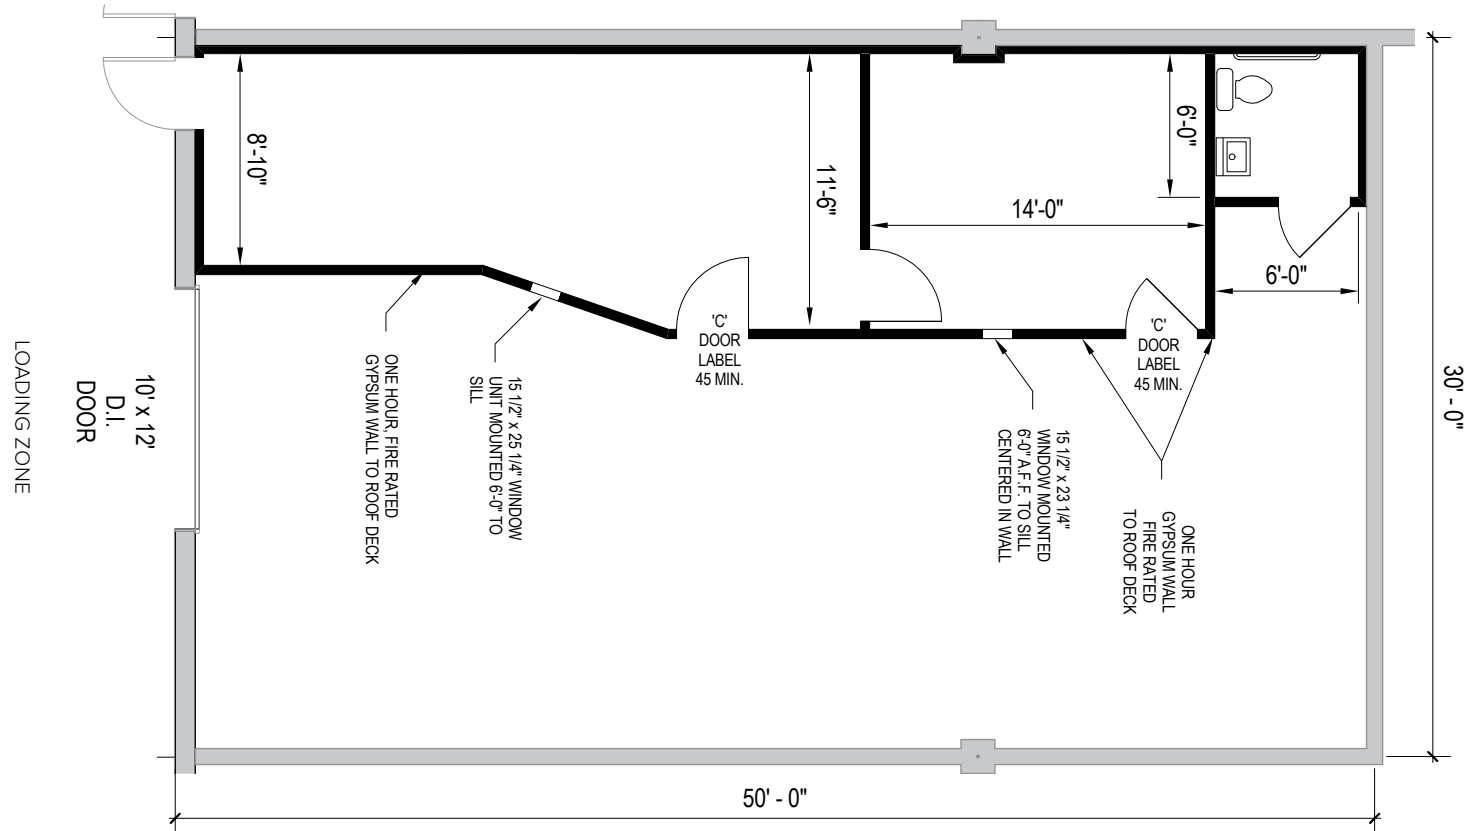 8'-10"
11'-6"
6'-0"
14'-0"
6'-0"
'C'
DOOR
LABEL
45 MIN.
'C'
DOOR
LABEL
45 MIN.
30' - 0"
LOADING ZONE
10' x 12'
D.I.
DOOR
ONE HOUR, FIRE RATED
GYPSUM WALL TO ROOF DECK
15 1/2" x 25 1/4" WINDOW
UNIT MOUNTED 6'-0" TO
SILL
15 1/2" x 23 1/4"
WINDOW MOUNTED
6'-0" A.F.F. TO SILL
CENTERED IN WALL
ONE HOUR
GYPSUM WALL
FIRE RATED
TO ROOF DECK
50' - 0"